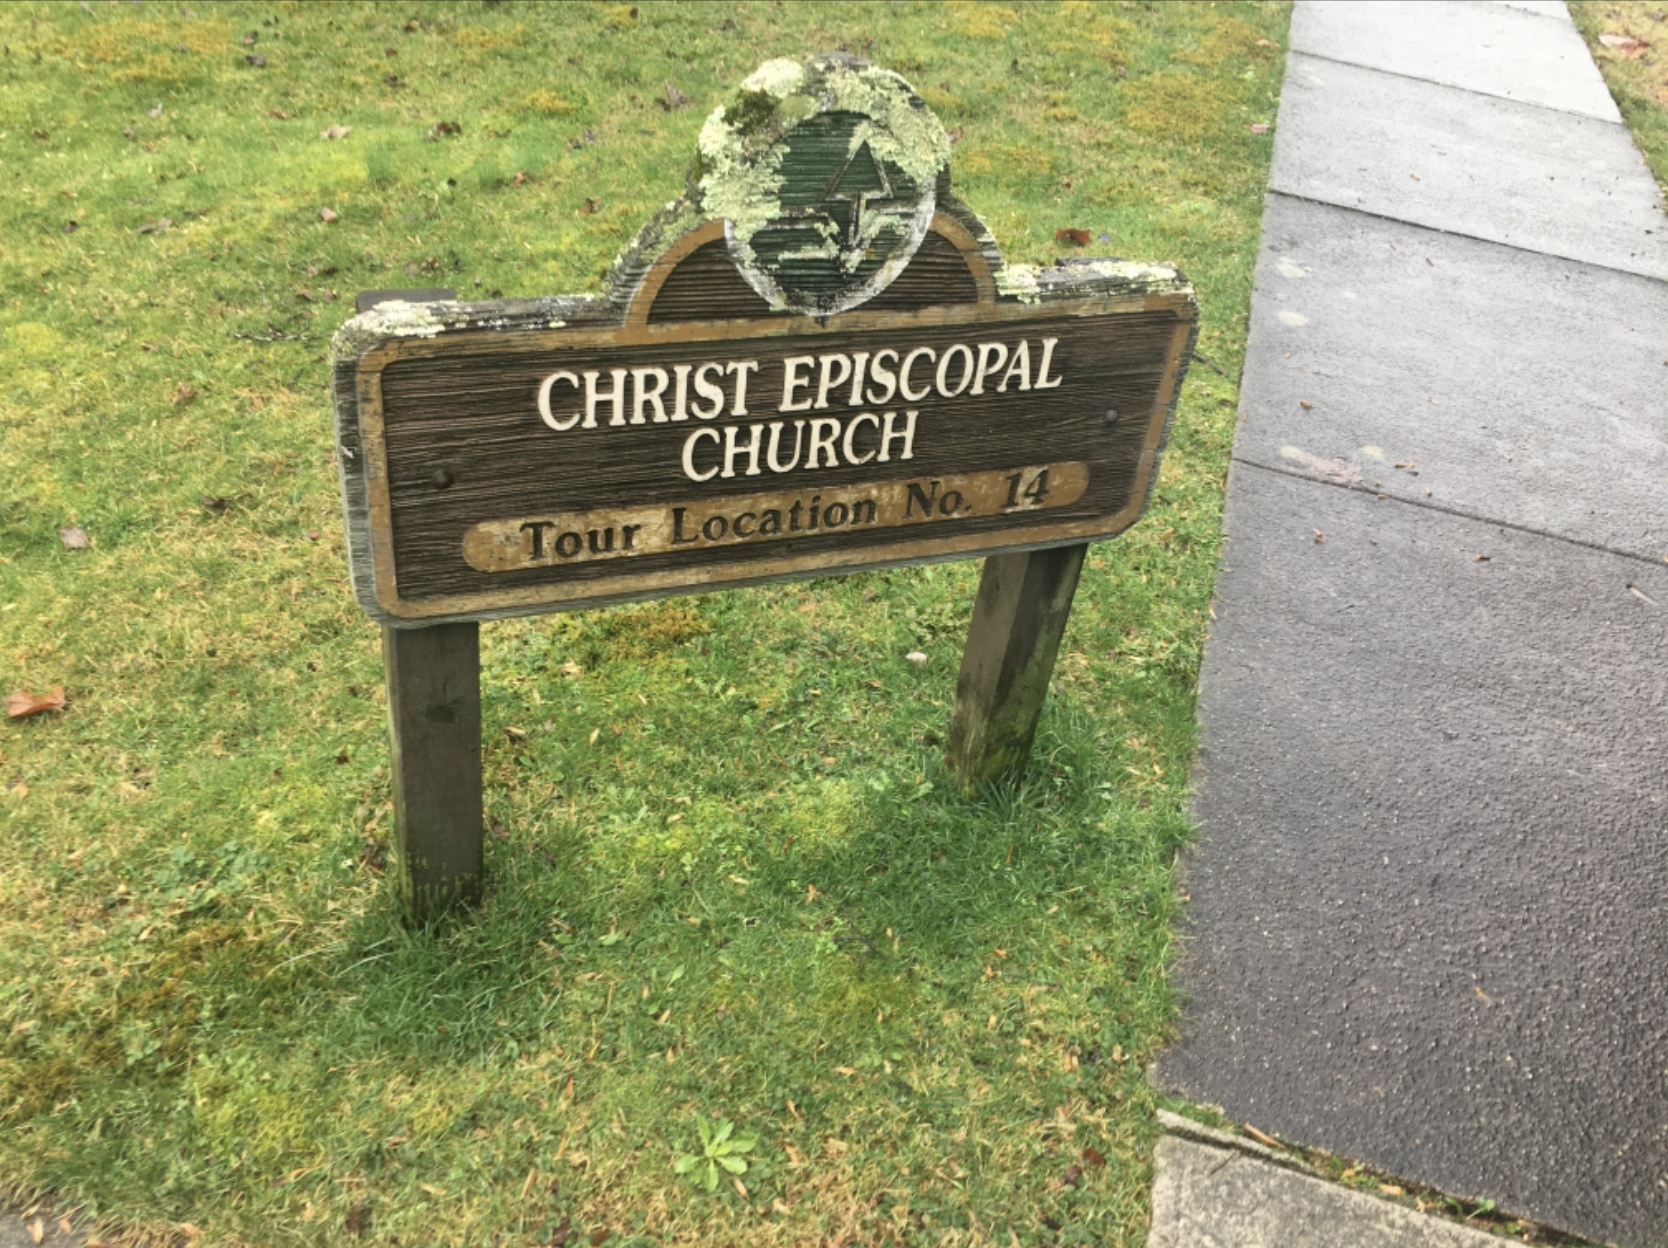 CHRIST EPISCOPAL
CHURCH
Tour Location No. 14